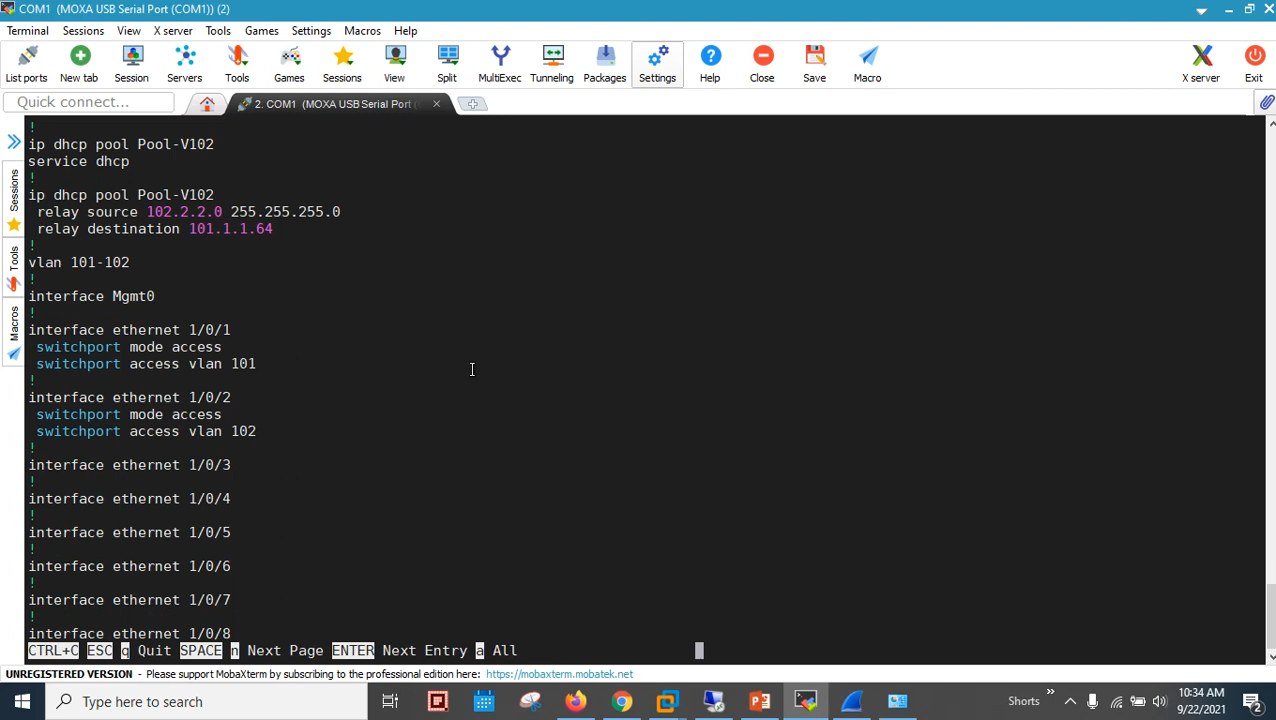 COM1 (MOXA USB Serial Port (COM1)) (2)
Terminal Sessions View X server Tools Games Settings Macros Help
List ports New tab Session Servers Tools Games Sessions View Split MultiExec Tunneling Packages Settings Help Close Save Macro X server Exit
Quick connect... 2. COM1 (MOXA USB Serial Port (
Sessions
Tools
Macros
!
ip dhcp pool Pool-V102
service dhcp
!
ip dhcp pool Pool-V102
relay source 102.2.2.0 255.255.255.0
relay destination 101.1.1.64
!
vlan 101-102
!
interface Mgmt0
!
interface ethernet 1/0/1
switchport mode access
switchport access vlan 101
!
interface ethernet 1/0/2
switchport mode access
switchport access vlan 102
!
interface ethernet 1/0/3
!
interface ethernet 1/0/4
!
interface ethernet 1/0/5
!
interface ethernet 1/0/6
!
interface ethernet 1/0/7
!
interface ethernet 1/0/8
CTRL+C ESC q Quit SPACE n Next Page ENTER Next Entry a All
UNREGISTERED VERSION - Please support MobaXterm by subscribing to the professional edition here: https://mobaxterm.mobatek.net
Type here to search Shorts 10:34 AM
9/22/2021 2